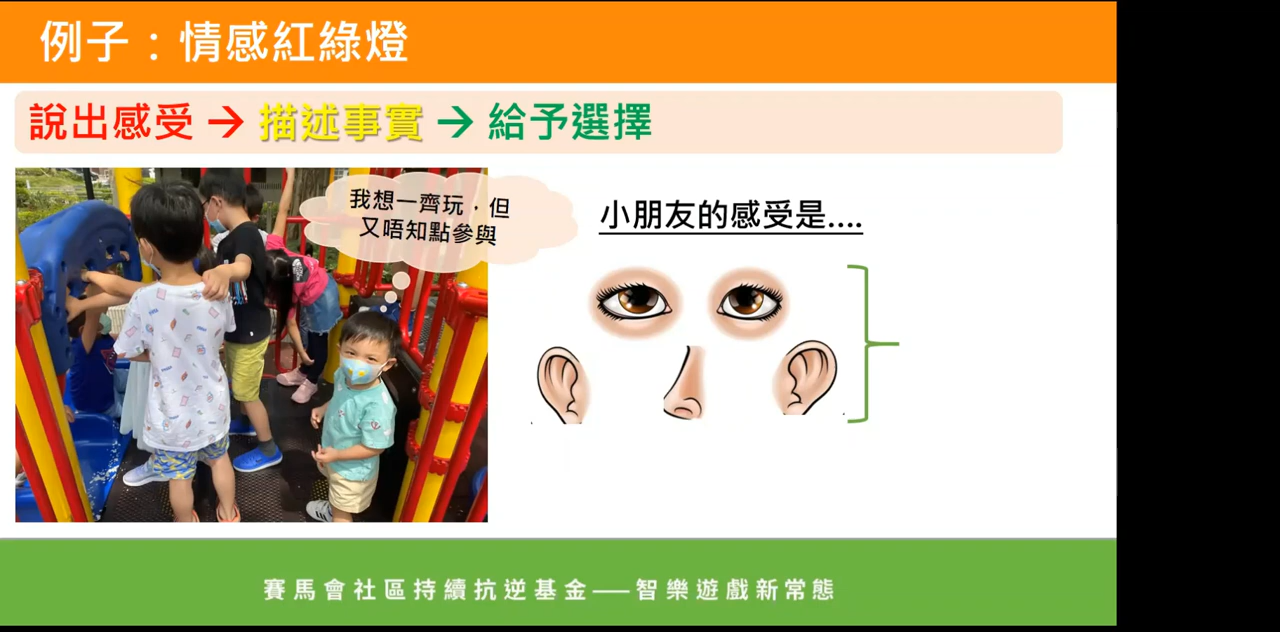 例子：情感紅綠燈
說出感受→描述事實→給予選擇
我想一齊玩，但
又唔知點參與
小朋友的感受是....
賽馬會社區持續抗逆基金——智樂遊戲新常態